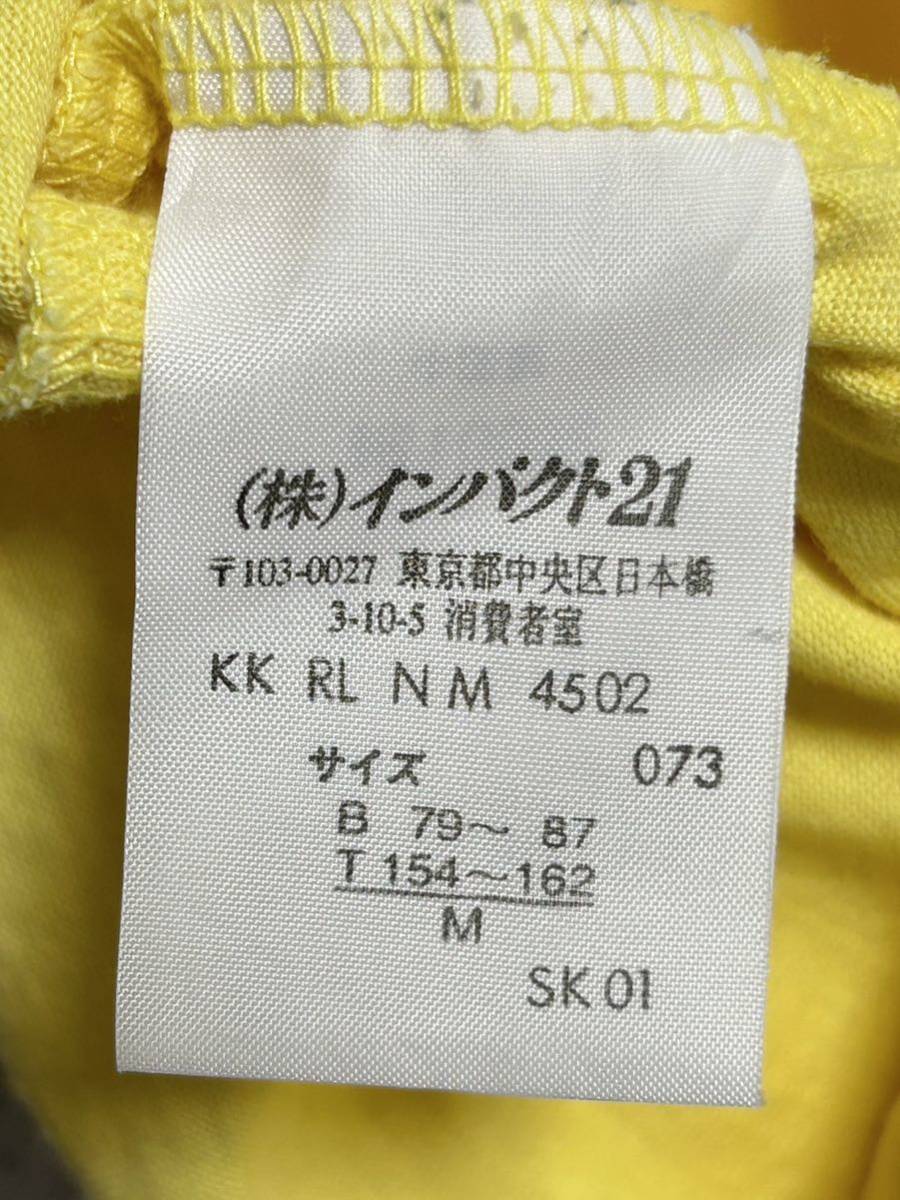 (株)インパクト21
〒103-0027 東京都中央区日本橋
3-10-5 消費者室
KK RL NM 4502
サイズ 073
B 79〜 87
T 154〜162
M
SK 01